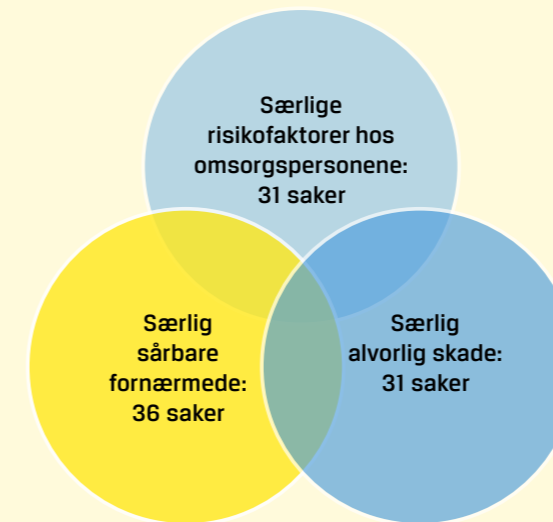 Særlige
risikofaktorer hos
omsorgspersonene:
31 saker
Særlig
sårbare
fornærmede:
36 saker
Særlig
alvorlig skade:
31 saker